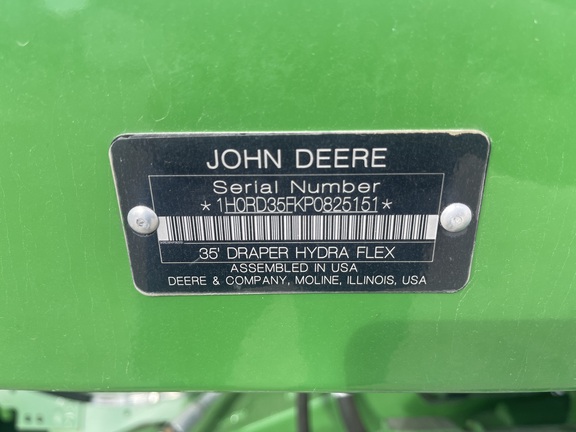 JOHN DEERE
Serial Number
*1H0RD35FKP0825151*
35' DRAPER HYDRA FLEX
ASSEMBLED IN USA
DEERE & COMPANY, MOLINE, ILLINOIS, USA